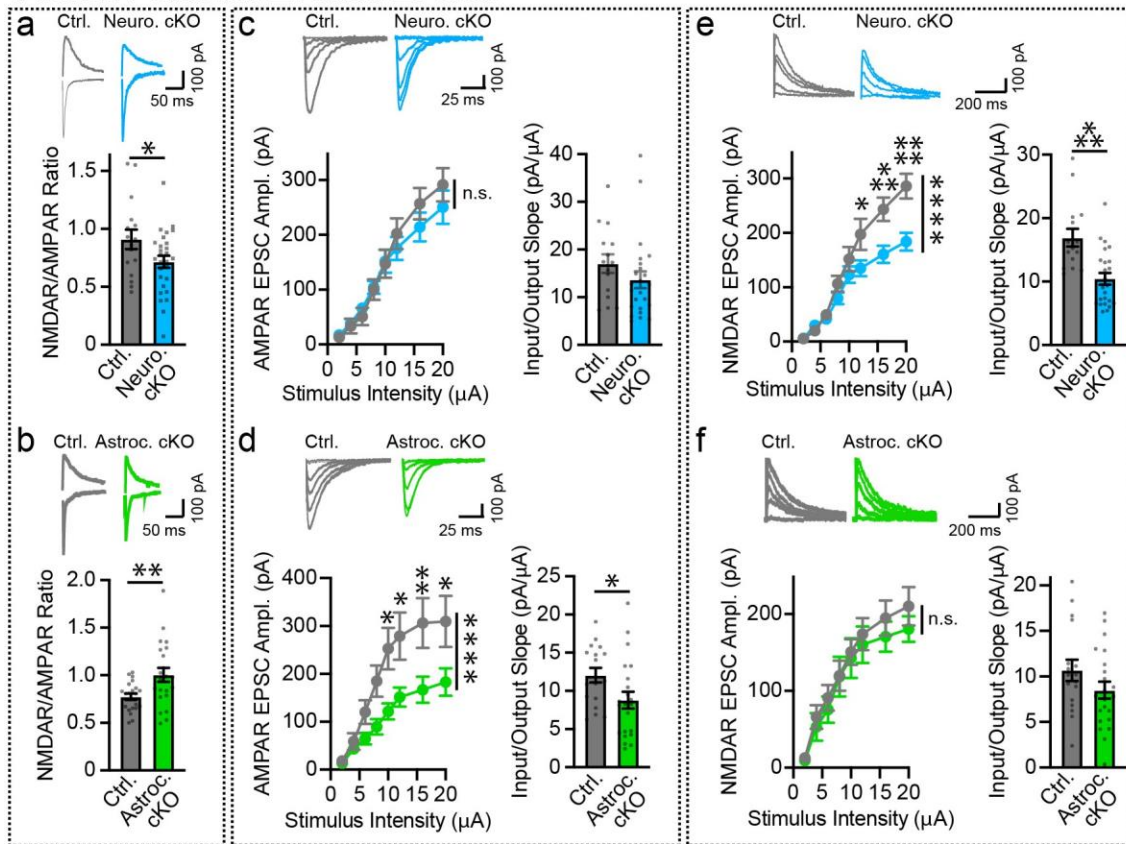 a
Ctrl. Neuro. cKO
100 pA
50 ms
*
NMDAR/AMPAR Ratio
1.5
1.0
0.5
0
Ctrl.
Neuro.
cKO
b
Ctrl. Astroc. cKO
100 pA
50 ms
**
NMDAR/AMPAR Ratio
2.0
1.5
1.0
0.5
0
Ctrl.
Astroc.
cKO
c
Ctrl. Neuro. cKO
100 pA
25 ms
AMPAR EPSC Ampl. (pA)
300
200
100
0
n.s.
0 5 10 15 20
Stimulus Intensity (µA)
Input/Output Slope (pA/µA)
40
30
20
10
0
Ctrl.
Neuro.
cKO
d
Ctrl. Astroc. cKO
100 pA
25 ms
AMPAR EPSC Ampl. (pA)
400
300
200
100
0
* * ** *
****
0 5 10 15 20
Stimulus Intensity (µA)
Input/Output Slope (pA/µA)
25
20
15
10
5
0
*
Ctrl.
Astroc.
cKO
e
Ctrl. Neuro. cKO
100 pA
200 ms
NMDAR EPSC Ampl. (pA)
300
200
100
0
* *** ****
****
0 5 10 15 20
Stimulus Intensity (µA)
Input/Output Slope (pA/µA)
30
20
10
0
***
Ctrl.
Neuro.
cKO
f
Ctrl. Astroc. cKO
100 pA
200 ms
NMDAR EPSC Ampl. (pA)
200
100
0
n.s.
0 5 10 15 20
Stimulus Intensity (µA)
Input/Output Slope (pA/µA)
20
15
10
5
0
Ctrl.
Astroc.
cKO